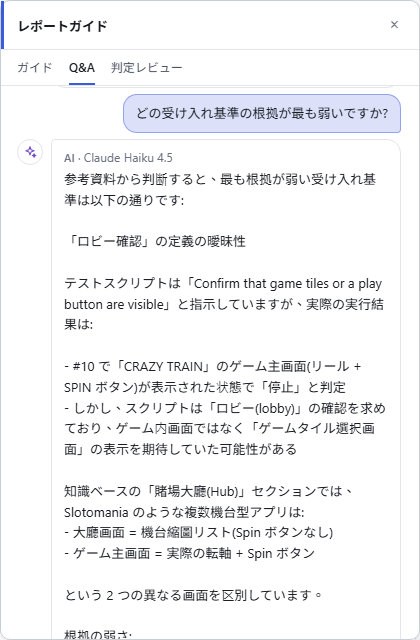 レポートガイド
×
ガイド
Q&A
判定レビュー
どの受け入れ基準の根拠が最も弱いですか?
AI · Claude Haiku 4.5
参考資料から判断すると、最も根拠が弱い受け入れ基
準は以下の通りです:
「ロビー確認」の定義の曖昧性
テストスクリプトは「Confirm that game tiles or a play
button are visible」と指示していますが、実際の実行結
果は:
- #10 で「CRAZY TRAIN」のゲーム主画面(リール +
SPIN ボタン)が表示された状態で「停止」と判定
- しかし、スクリプトは「ロビー(lobby)」の確認を求め
ており、ゲーム内画面ではなく「ゲームタイル選択画
面」の表示を期待していた可能性がある
知識ベースの「賭場大廳(Hub)」セクションでは、
Slotomania のような複数機台型アプリは:
- 大廳画面 = 機台縮圖リスト(Spin ボタンなし)
- ゲーム主画面 = 実際の転軸 + Spin ボタン
という 2 つの異なる画面を区別しています。
根拠の弱さ: